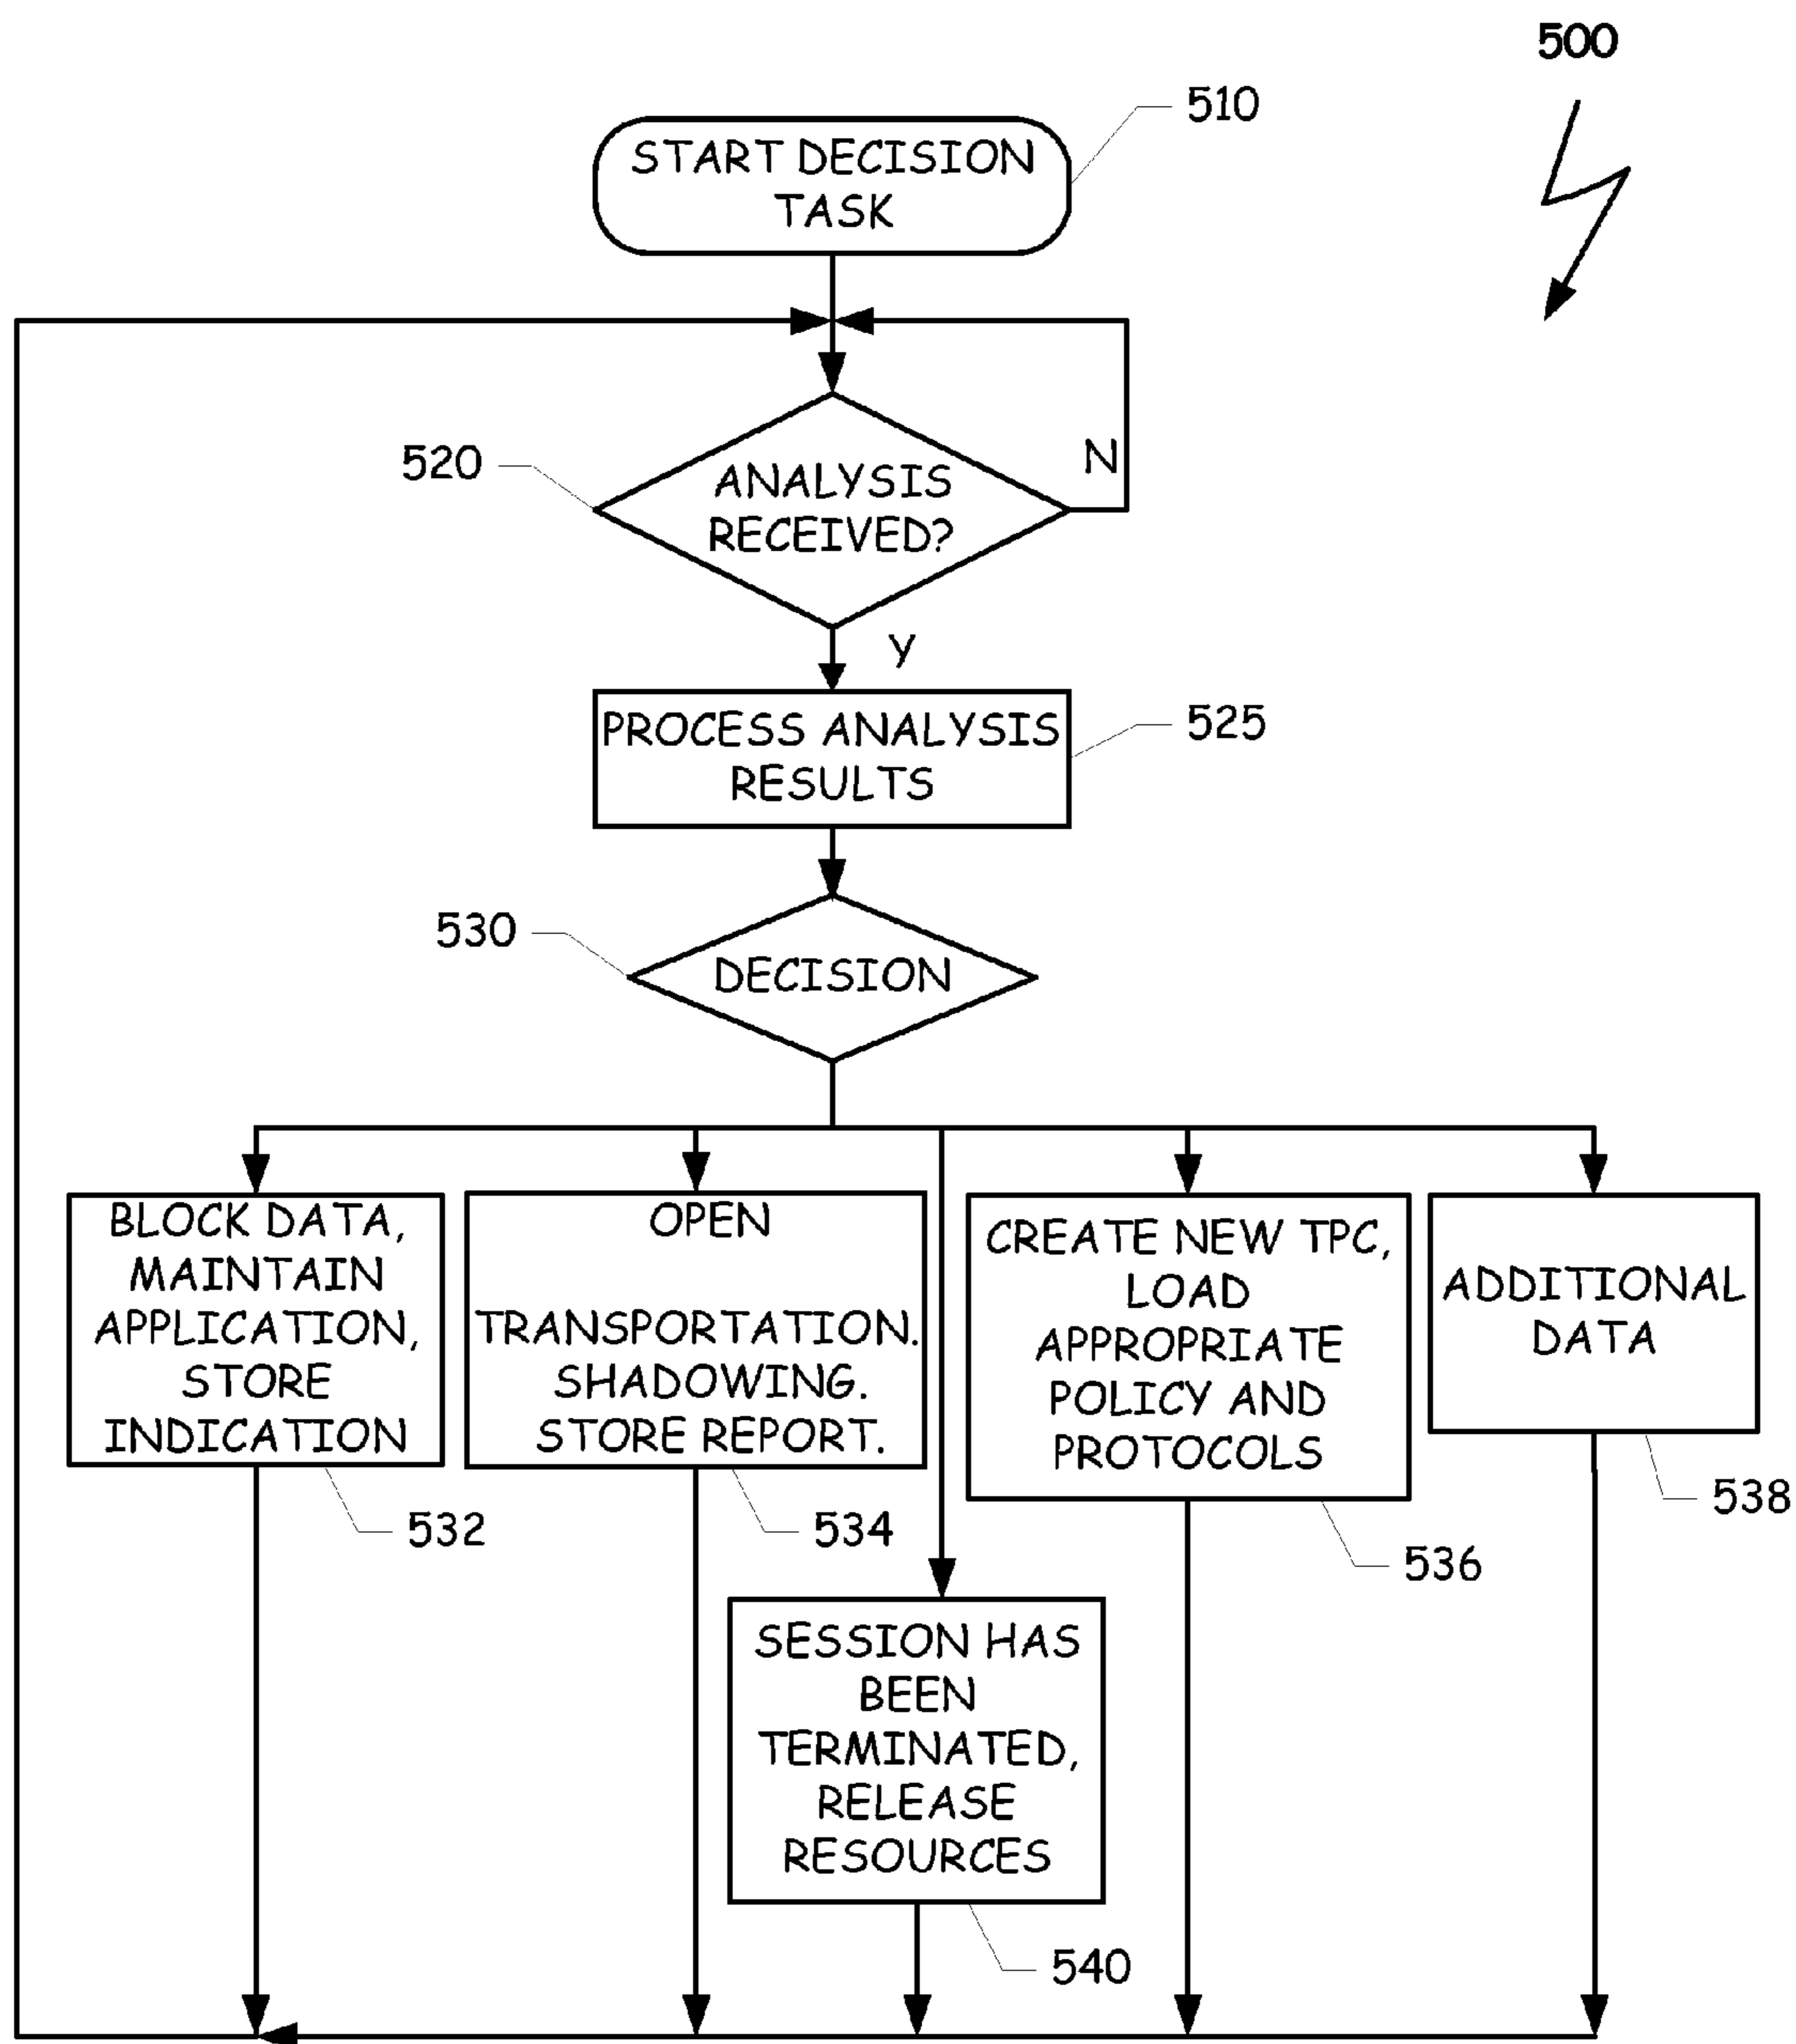 500
510
START DECISION
TASK
520
ANALYSIS
RECEIVED?
N
Y
PROCESS ANALYSIS
RESULTS
525
530
DECISION
BLOCK DATA,
MAINTAIN
APPLICATION,
STORE
INDICATION
532
OPEN
TRANSPORTATION.
SHADOWING.
STORE REPORT.
534
CREATE NEW TPC,
LOAD
APPROPRIATE
POLICY AND
PROTOCOLS
536
ADDITIONAL
DATA
538
SESSION HAS
BEEN
TERMINATED,
RELEASE
RESOURCES
540